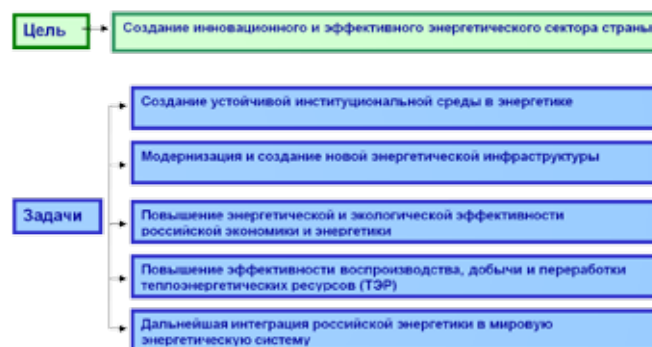 Цель
Создание инновационного и эффективного энергетического сектора страны
Создание устойчивой институциональной среды в энергетике
Модернизация и создание новой энергетической инфраструктуры
Задачи
Повышение энергетической и экологической эффективности
российской экономики и энергетики
Повышение эффективности воспроизводства, добычи и переработки
теплоэнергетических ресурсов (ТЭР)
Дальнейшая интеграция российской энергетики в мировую
энергетическую систему